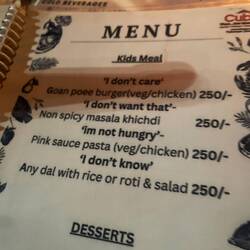 COLD BEVERAGES
MENU
Kids Meal
'I don't care'
Goan poee burger(veg/chicken) 250/-
'I don't want that'-
Non spicy masala khichdi 250/-
'im not hungry'-
Pink sauce pasta (veg/chicken) 250/-
'I don't know'
Any dal with rice or roti & salad 250/-
DESSERTS